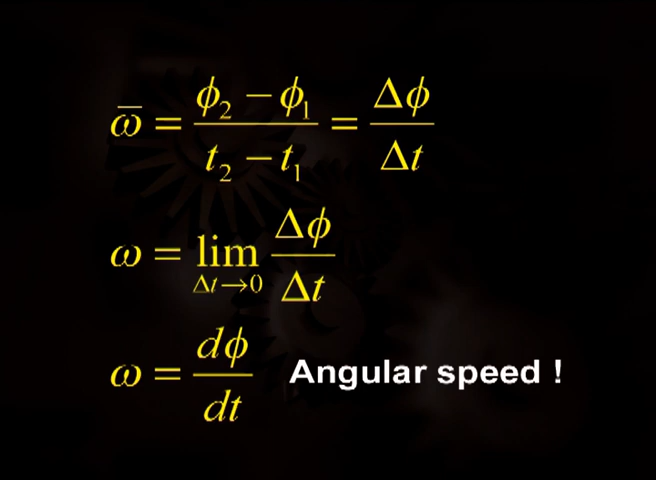 ω̅ = (ϕ₂ − ϕ₁)/(t₂ − t₁) = Δϕ/Δt
ω = lim_{Δt→0} Δϕ/Δt
ω = dϕ/dt Angular speed !